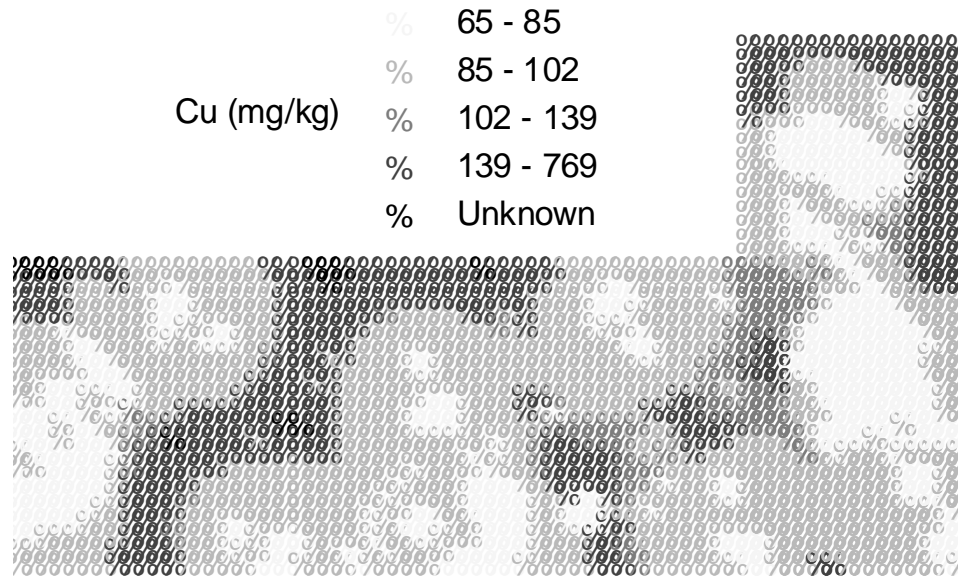 % 65 - 85
% 85 - 102
Cu (mg/kg)
% 102 - 139
% 139 - 769
% Unknown